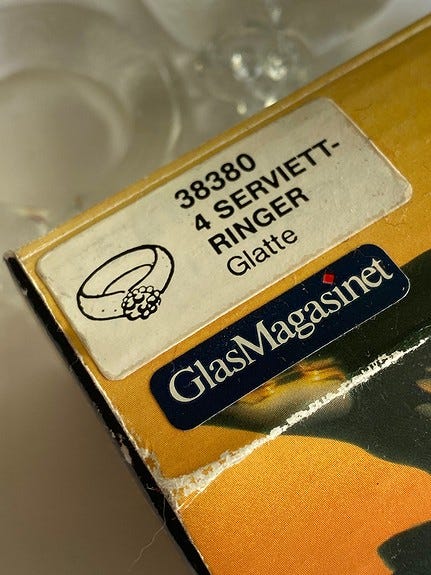 38380
4 SERVIETT-
RINGER
Glatte
GlasMagasinet